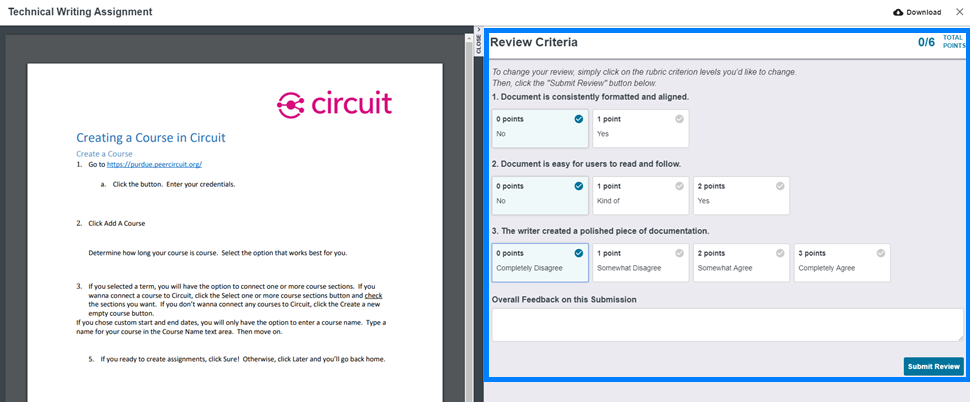 Technical Writing Assignment
Download
CLOSE
circuit
Creating a Course in Circuit
Create a Course
1. Go to https://purdue.peercircuit.org/
a. Click the button. Enter your credentials.
2. Click Add A Course
Determine how long your course is course. Select the option that works best for you.
3. If you selected a term, you will have the option to connect one or more course sections. If you
wanna connect a course to Circuit, click the Select one or more course sections button and check
the sections you want. If you don't wanna connect any courses to Circuit, click the Create a new
empty course button.
If you chose custom start and end dates, you will only have the option to enter a course name. Type a
name for your course in the Course Name text area. Then move on.
5. If you ready to create assignments, click Sure! Otherwise, click Later and you'll go back home.
Review Criteria
0/6 TOTAL
POINTS
To change your review, simply click on the rubric criterion levels you'd like to change.
Then, click the "Submit Review" button below.
1. Document is consistently formatted and aligned.
0 points 1 point
No Yes
2. Document is easy for users to read and follow.
0 points 1 point 2 points
No Kind of Yes
3. The writer created a polished piece of documentation.
0 points 1 point 2 points 3 points
Completely Disagree Somewhat Disagree Somewhat Agree Completely Agree
Overall Feedback on this Submission
Submit Review